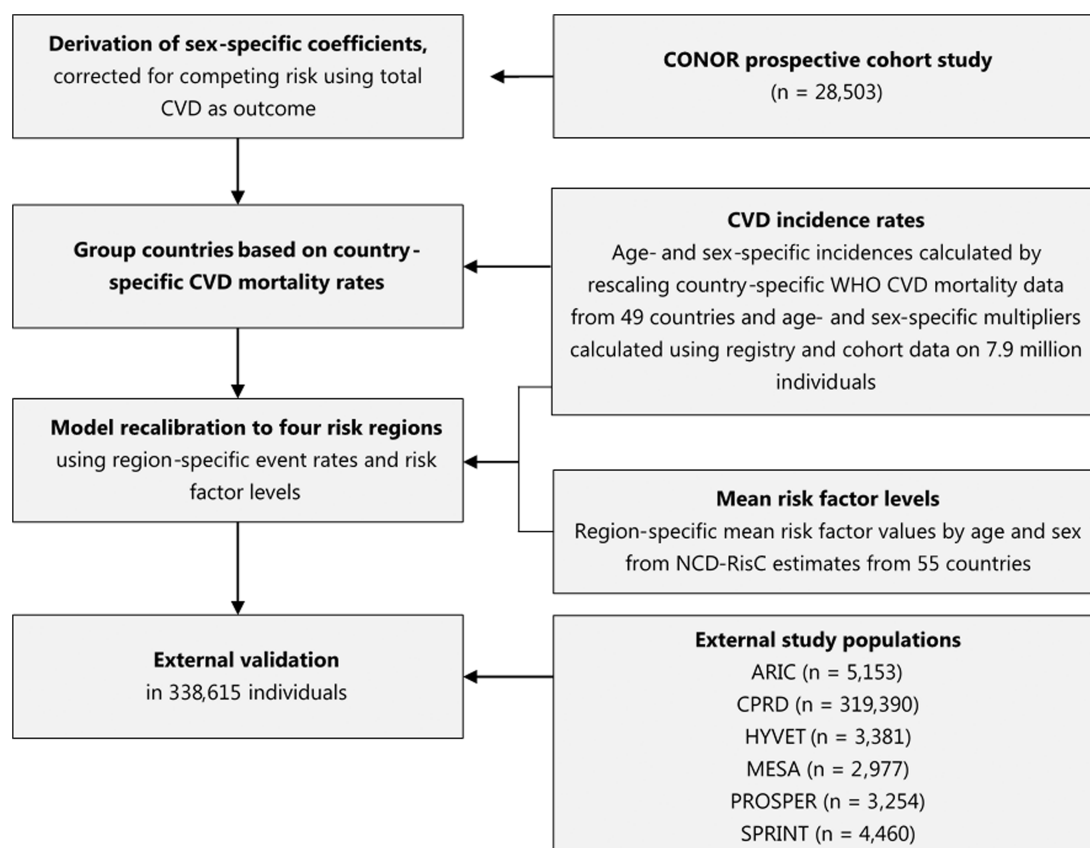 Derivation of sex-specific coefficients,
corrected for competing risk using total
CVD as outcome
CONOR prospective cohort study
(n = 28,503)
Group countries based on country-
specific CVD mortality rates
CVD incidence rates
Age- and sex-specific incidences calculated by
rescaling country-specific WHO CVD mortality data
from 49 countries and age- and sex-specific multipliers
calculated using registry and cohort data on 7.9 million
individuals
Model recalibration to four risk regions
using region-specific event rates and risk
factor levels
Mean risk factor levels
Region-specific mean risk factor values by age and sex
from NCD-RisC estimates from 55 countries
External validation
in 338,615 individuals
External study populations
ARIC (n = 5,153)
CPRD (n = 319,390)
HYVET (n = 3,381)
MESA (n = 2,977)
PROSPER (n = 3,254)
SPRINT (n = 4,460)